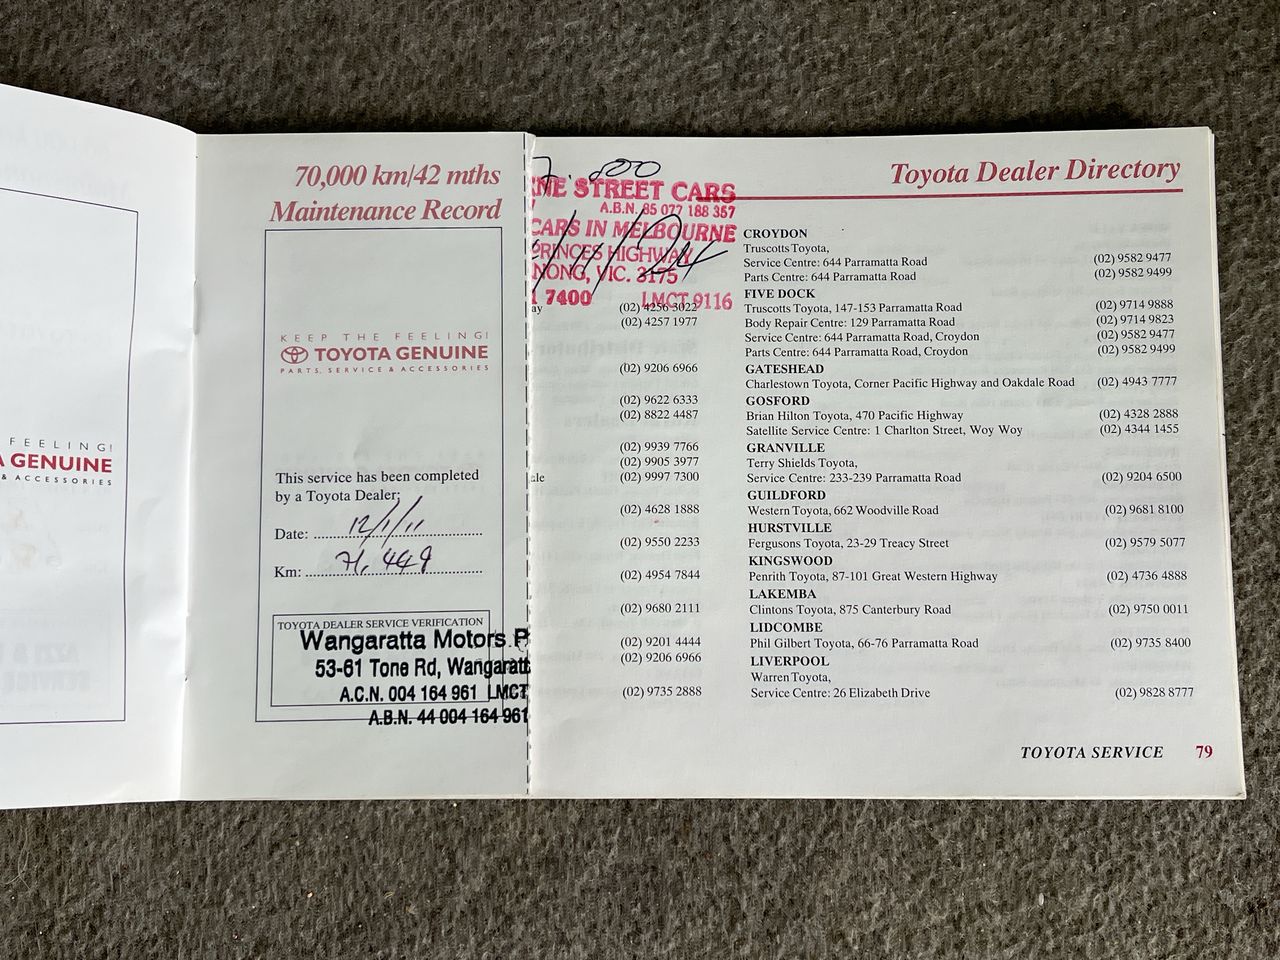 FEELING!
A GENUINE
& ACCESSORIES
70,000 km/42 mths
Maintenance Record
KEEP THE FEELING!
TOYOTA GENUINE
PARTS, SERVICE & ACCESSORIES
This service has been completed
by a Toyota Dealer:
Date: 12/1/11
Km: 71,449
TOYOTA DEALER SERVICE VERIFICATION
Wangaratta Motors P
53-61 Tone Rd, Wangaratt
A.C.N. 004 164 961 LMCT
A.B.N. 44 004 164 961
Toyota Dealer Directory
NE STREET CARS
A.B.N. 85 077 188 357
CARS IN MELBOURNE
PRINCES HIGHWAY
NONG, VIC. 3175
7400 LMCT 9116
ay (02) 4256 3022
(02) 4257 1977
(02) 9206 6966
(02) 9622 6333
(02) 8822 4487
(02) 9939 7766
(02) 9905 3977
ale (02) 9997 7300
(02) 4628 1888
(02) 9550 2233
(02) 4954 7844
(02) 9680 2111
(02) 9201 4444
(02) 9206 6966
(02) 9735 2888
CROYDON
Truscotts Toyota,
Service Centre: 644 Parramatta Road (02) 9582 9477
Parts Centre: 644 Parramatta Road (02) 9582 9499
FIVE DOCK
Truscotts Toyota, 147-153 Parramatta Road (02) 9714 9888
Body Repair Centre: 129 Parramatta Road (02) 9714 9823
Service Centre: 644 Parramatta Road, Croydon (02) 9582 9477
Parts Centre: 644 Parramatta Road, Croydon (02) 9582 9499
GATESHEAD
Charlestown Toyota, Corner Pacific Highway and Oakdale Road (02) 4943 7777
GOSFORD
Brian Hilton Toyota, 470 Pacific Highway (02) 4328 2888
Satellite Service Centre: 1 Charlton Street, Woy Woy (02) 4344 1455
GRANVILLE
Terry Shields Toyota,
Service Centre: 233-239 Parramatta Road (02) 9204 6500
GUILDFORD
Western Toyota, 662 Woodville Road (02) 9681 8100
HURSTVILLE
Fergusons Toyota, 23-29 Treacy Street (02) 9579 5077
KINGSWOOD
Penrith Toyota, 87-101 Great Western Highway (02) 4736 4888
LAKEMBA
Clintons Toyota, 875 Canterbury Road (02) 9750 0011
LIDCOMBE
Phil Gilbert Toyota, 66-76 Parramatta Road (02) 9735 8400
LIVERPOOL
Warren Toyota,
Service Centre: 26 Elizabeth Drive (02) 9828 8777
TOYOTA SERVICE 79